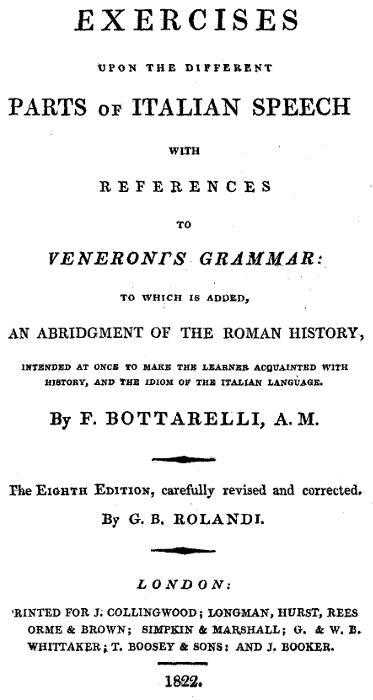 EXERCISES
UPON THE DIFFERENT
PARTS OF ITALIAN SPEECH
WITH
REFERENCES
TO
VENERONI'S GRAMMAR:
TO WHICH IS ADDED,
AN ABRIDGMENT OF THE ROMAN HISTORY,
INTENDED AT ONCE TO MAKE THE LEARNER ACQUAINTED WITH
HISTORY, AND THE IDIOM OF THE ITALIAN LANGUAGE.
By F. BOTTARELLI, A. M.
The EIGHTH EDITION, carefully revised and corrected.
By G. B. ROLANDI.
LONDON:
RINTED FOR J. COLLINGWOOD; LONGMAN, HURST, REES
ORME & BROWN; SIMPKIN & MARSHALL; G. & W. B.
WHITTAKER; T. BOOSEY & SONS: AND J. BOOKER.
1822.